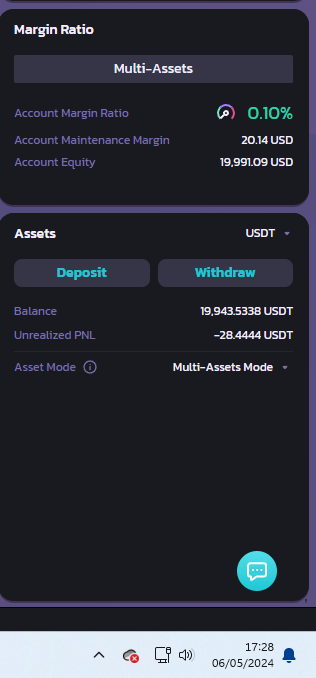 Margin Ratio
Multi-Assets
Account Margin Ratio 0.10%
Account Maintenance Margin 20.14 USD
Account Equity 19,991.09 USD
Assets USDT
Deposit Withdraw
Balance 19,943.5338 USDT
Unrealized PNL -28.4444 USDT
Asset Mode Multi-Assets Mode
17:28
06/05/2024